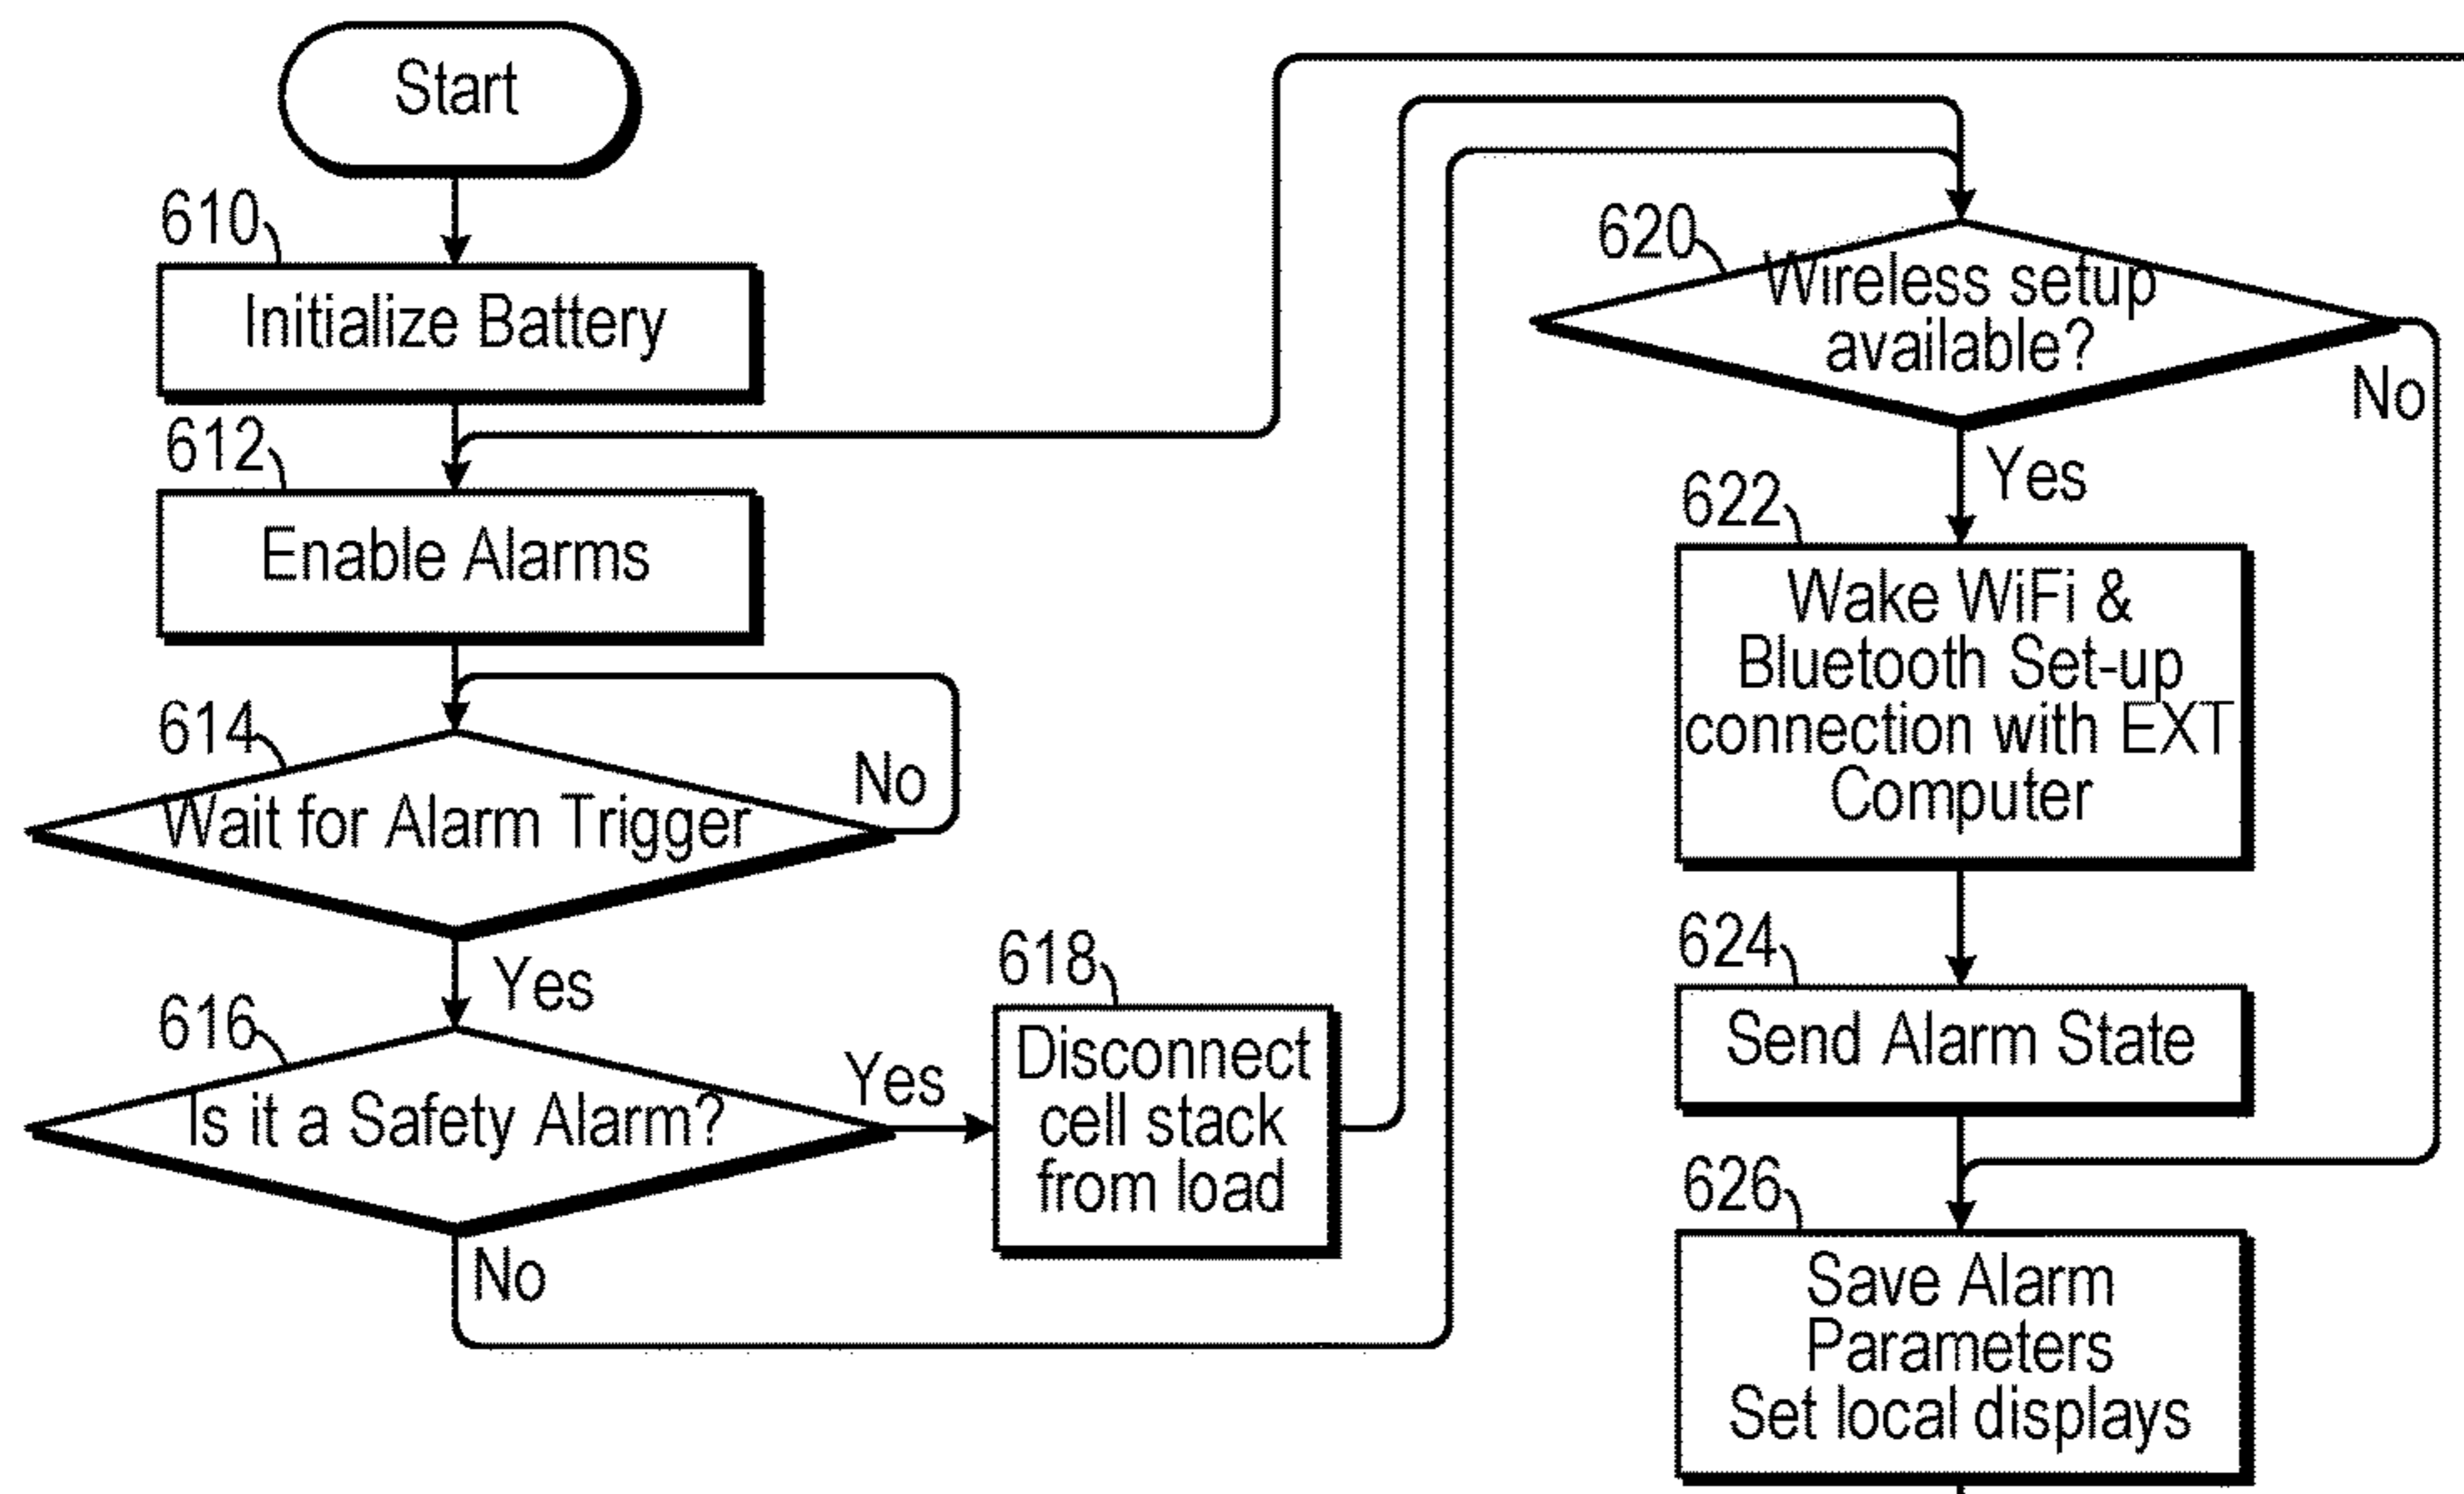 Start
610
Initialize Battery
612
Enable Alarms
614
Wait for Alarm Trigger
No
Yes
616
Is it a Safety Alarm?
Yes
No
618
Disconnect
cell stack
from load
620
Wireless setup
available?
No
Yes
622
Wake WiFi &
Bluetooth Set-up
connection with EXT
Computer
624
Send Alarm State
626
Save Alarm
Parameters
Set local displays